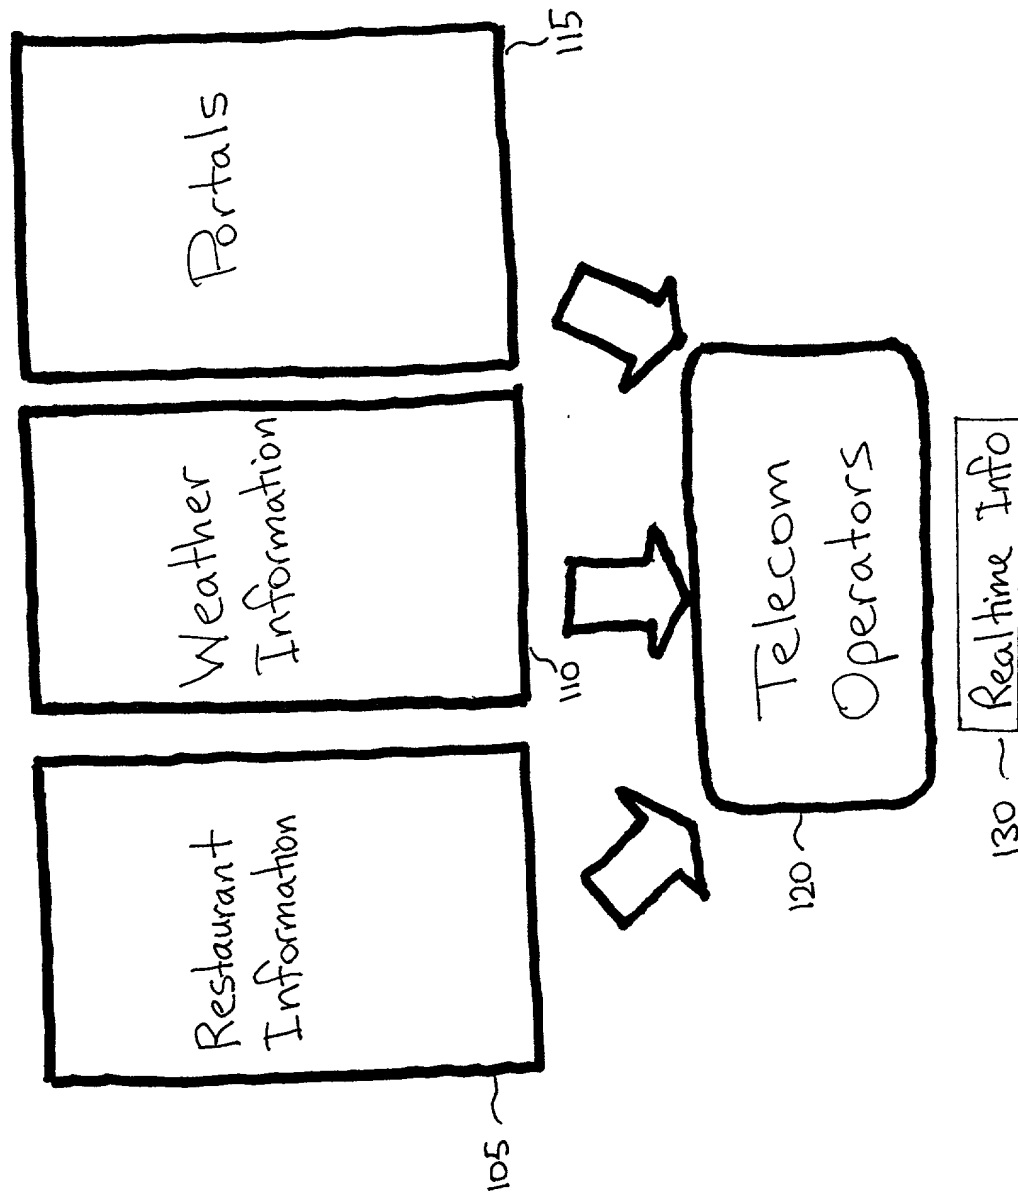 Restaurant
Information
105
Weather
Information
110
Portals
115
Telecom
Operators
120
130
Realtime Info